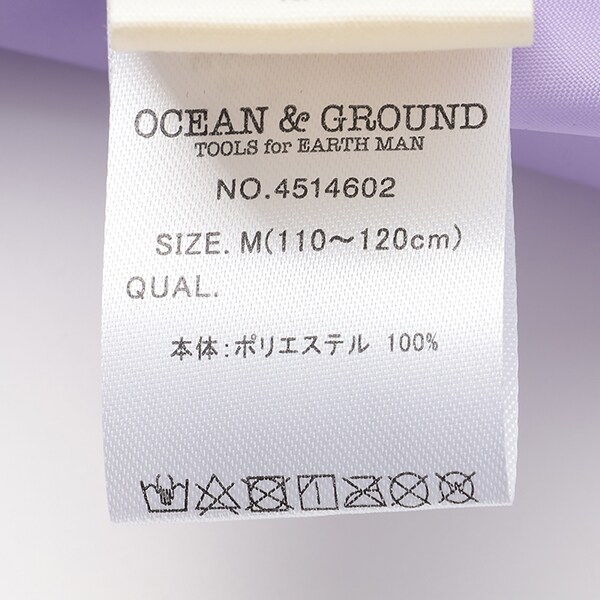 OCEAN & GROUND
TOOLS for EARTH MAN
NO.4514602
SIZE. M(110～120cm)
QUAL.
本体:ポリエステル 100%